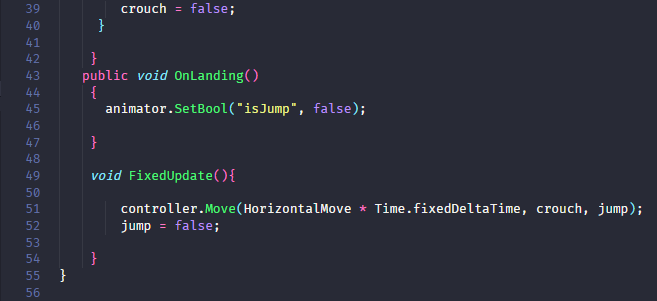 39 crouch = false;
40 }
41
42 }
43 public void OnLanding()
44 {
45 animator.SetBool("isJump", false);
46
47 }
48
49 void FixedUpdate(){
50
51 controller.Move(HorizontalMove * Time.fixedDeltaTime, crouch, jump);
52 jump = false;
53
54 }
55 }
56